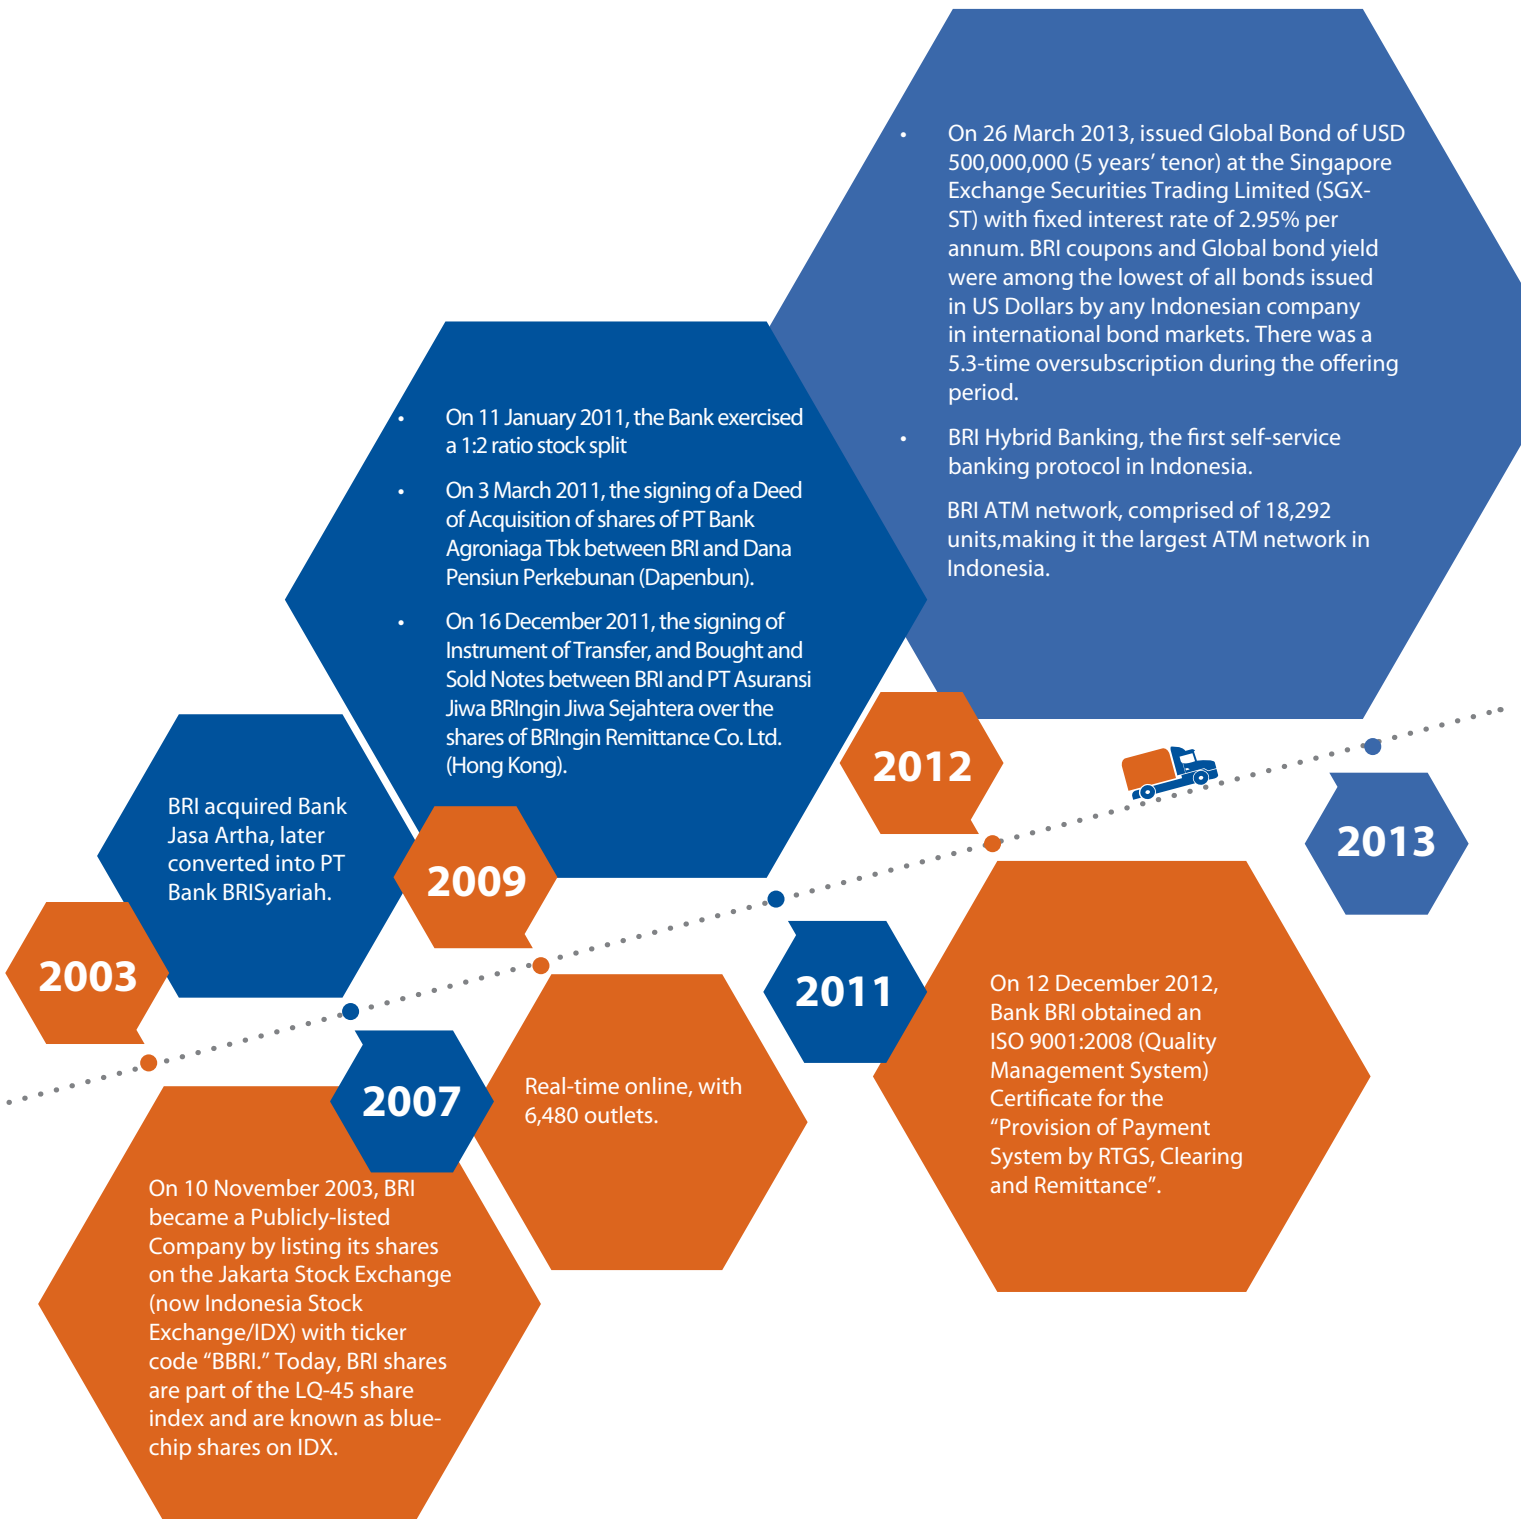 2003
On 10 November 2003, BRI
became a Publicly-listed
Company by listing its shares
on the Jakarta Stock Exchange
(now Indonesia Stock
Exchange/IDX) with ticker
code “BBRI.” Today, BRI shares
are part of the LQ-45 share
index and are known as blue-
chip shares on IDX.
2007
BRI acquired Bank
Jasa Artha, later
converted into PT
Bank BRISyariah.
2009
Real-time online, with
6,480 outlets.
2011
• On 11 January 2011, the Bank exercised
a 1:2 ratio stock split
• On 3 March 2011, the signing of a Deed
of Acquisition of shares of PT Bank
Agroniaga Tbk between BRI and Dana
Pensiun Perkebunan (Dapenbun).
• On 16 December 2011, the signing of
Instrument of Transfer, and Bought and
Sold Notes between BRI and PT Asuransi
Jiwa BRIngin Jiwa Sejahtera over the
shares of BRIngin Remittance Co. Ltd.
(Hong Kong).
2012
On 12 December 2012,
Bank BRI obtained an
ISO 9001:2008 (Quality
Management System)
Certificate for the
“Provision of Payment
System by RTGS, Clearing
and Remittance”.
2013
• On 26 March 2013, issued Global Bond of USD
500,000,000 (5 years’ tenor) at the Singapore
Exchange Securities Trading Limited (SGX-
ST) with fixed interest rate of 2.95% per
annum. BRI coupons and Global bond yield
were among the lowest of all bonds issued
in US Dollars by any Indonesian company
in international bond markets. There was a
5.3-time oversubscription during the offering
period.
• BRI Hybrid Banking, the first self-service
banking protocol in Indonesia.
BRI ATM network, comprised of 18,292
units,making it the largest ATM network in
Indonesia.